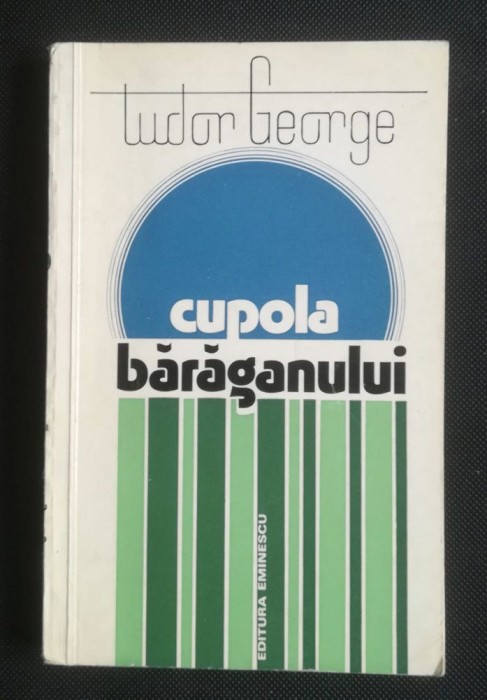 tudor George
cupola
bărăganului
EDITURA EMINESCU